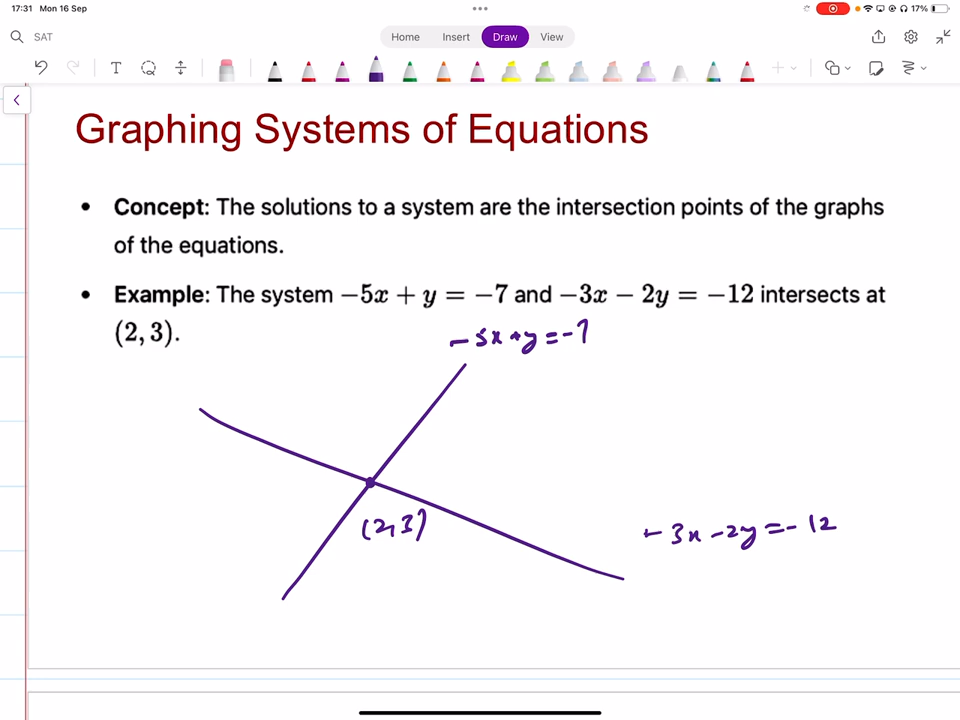 17:31 Mon 16 Sep
17%
SAT
Home Insert Draw View
T
Graphing Systems of Equations
• Concept: The solutions to a system are the intersection points of the graphs
of the equations.
• Example: The system −5x + y = −7 and −3x − 2y = −12 intersects at
(2, 3).
-5x+y=-7
(2,3)
-3x-2y=-12